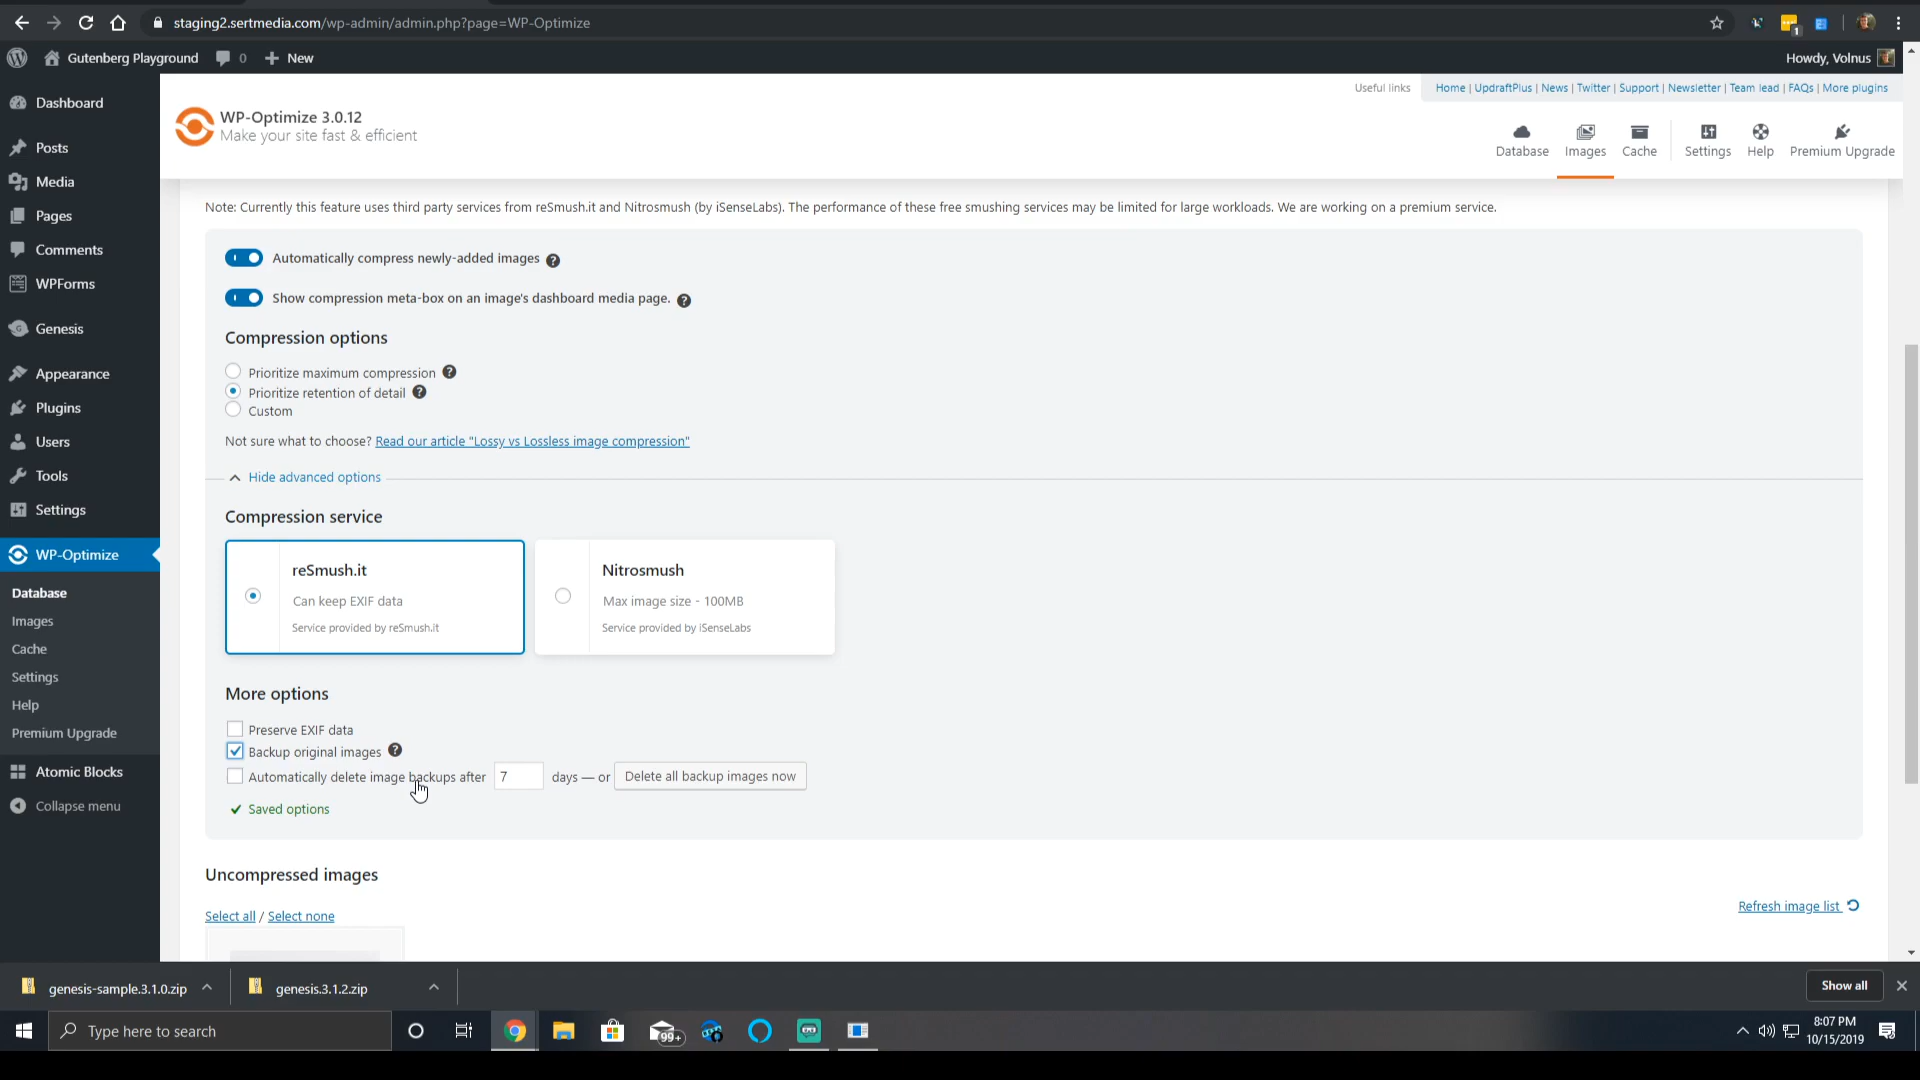 staging2.sertmedia.com/wp-admin/admin.php?page=WP-Optimize
1
Gutenberg Playground 0 New
Howdy, Volnus
Dashboard
Posts
Media
Pages
Comments
WPForms
Genesis
Appearance
Plugins
Users
Tools
Settings
WP-Optimize
Database
Images
Cache
Settings
Help
Premium Upgrade
Atomic Blocks
Collapse menu
Useful links Home | UpdraftPlus | News | Twitter | Support | Newsletter | Team lead | FAQs | More plugins
WP-Optimize 3.0.12
Make your site fast & efficient
Database Images Cache Settings Help Premium Upgrade
Note: Currently this feature uses third party services from reSmush.it and Nitrosmush (by iSenseLabs). The performance of these free smushing services may be limited for large workloads. We are working on a premium service.
Automatically compress newly-added images ?
Show compression meta-box on an image's dashboard media page. ?
Compression options
Prioritize maximum compression ?
Prioritize retention of detail ?
Custom
Not sure what to choose? Read our article "Lossy vs Lossless image compression"
Hide advanced options
Compression service
reSmush.it
Can keep EXIF data
Service provided by reSmush.it
Nitrosmush
Max image size - 100MB
Service provided by iSenseLabs
More options
Preserve EXIF data
Backup original images ?
Automatically delete image backups after 7 days — or Delete all backup images now
Saved options
Uncompressed images
Select all / Select none
Refresh image list
genesis-sample.3.1.0.zip genesis.3.1.2.zip
Show all
Type here to search
99+
8:07 PM
10/15/2019